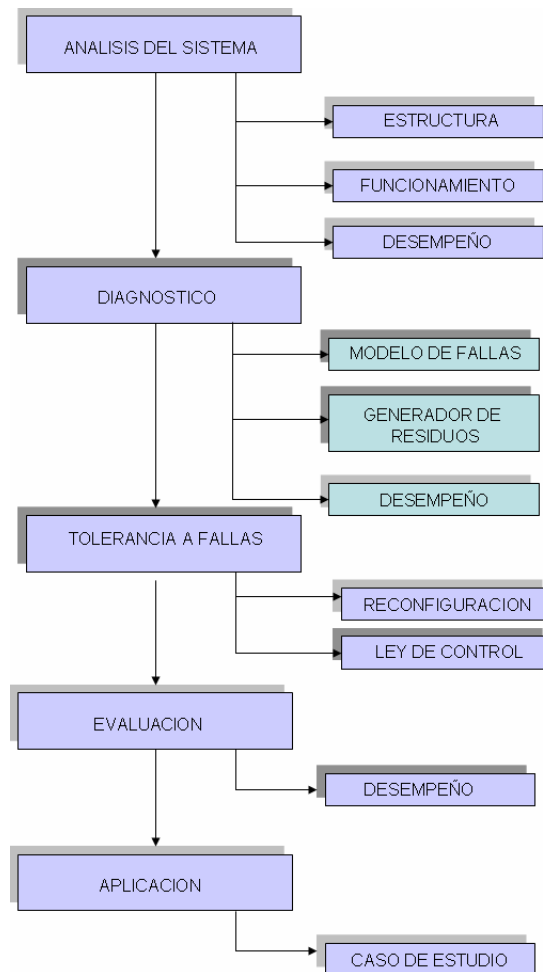 ANALISIS DEL SISTEMA
ESTRUCTURA
FUNCIONAMIENTO
DESEMPEÑO
DIAGNOSTICO
MODELO DE FALLAS
GENERADOR DE
RESIDUOS
DESEMPEÑO
TOLERANCIA A FALLAS
RECONFIGURACION
LEY DE CONTROL
EVALUACION
DESEMPEÑO
APLICACION
CASO DE ESTUDIO